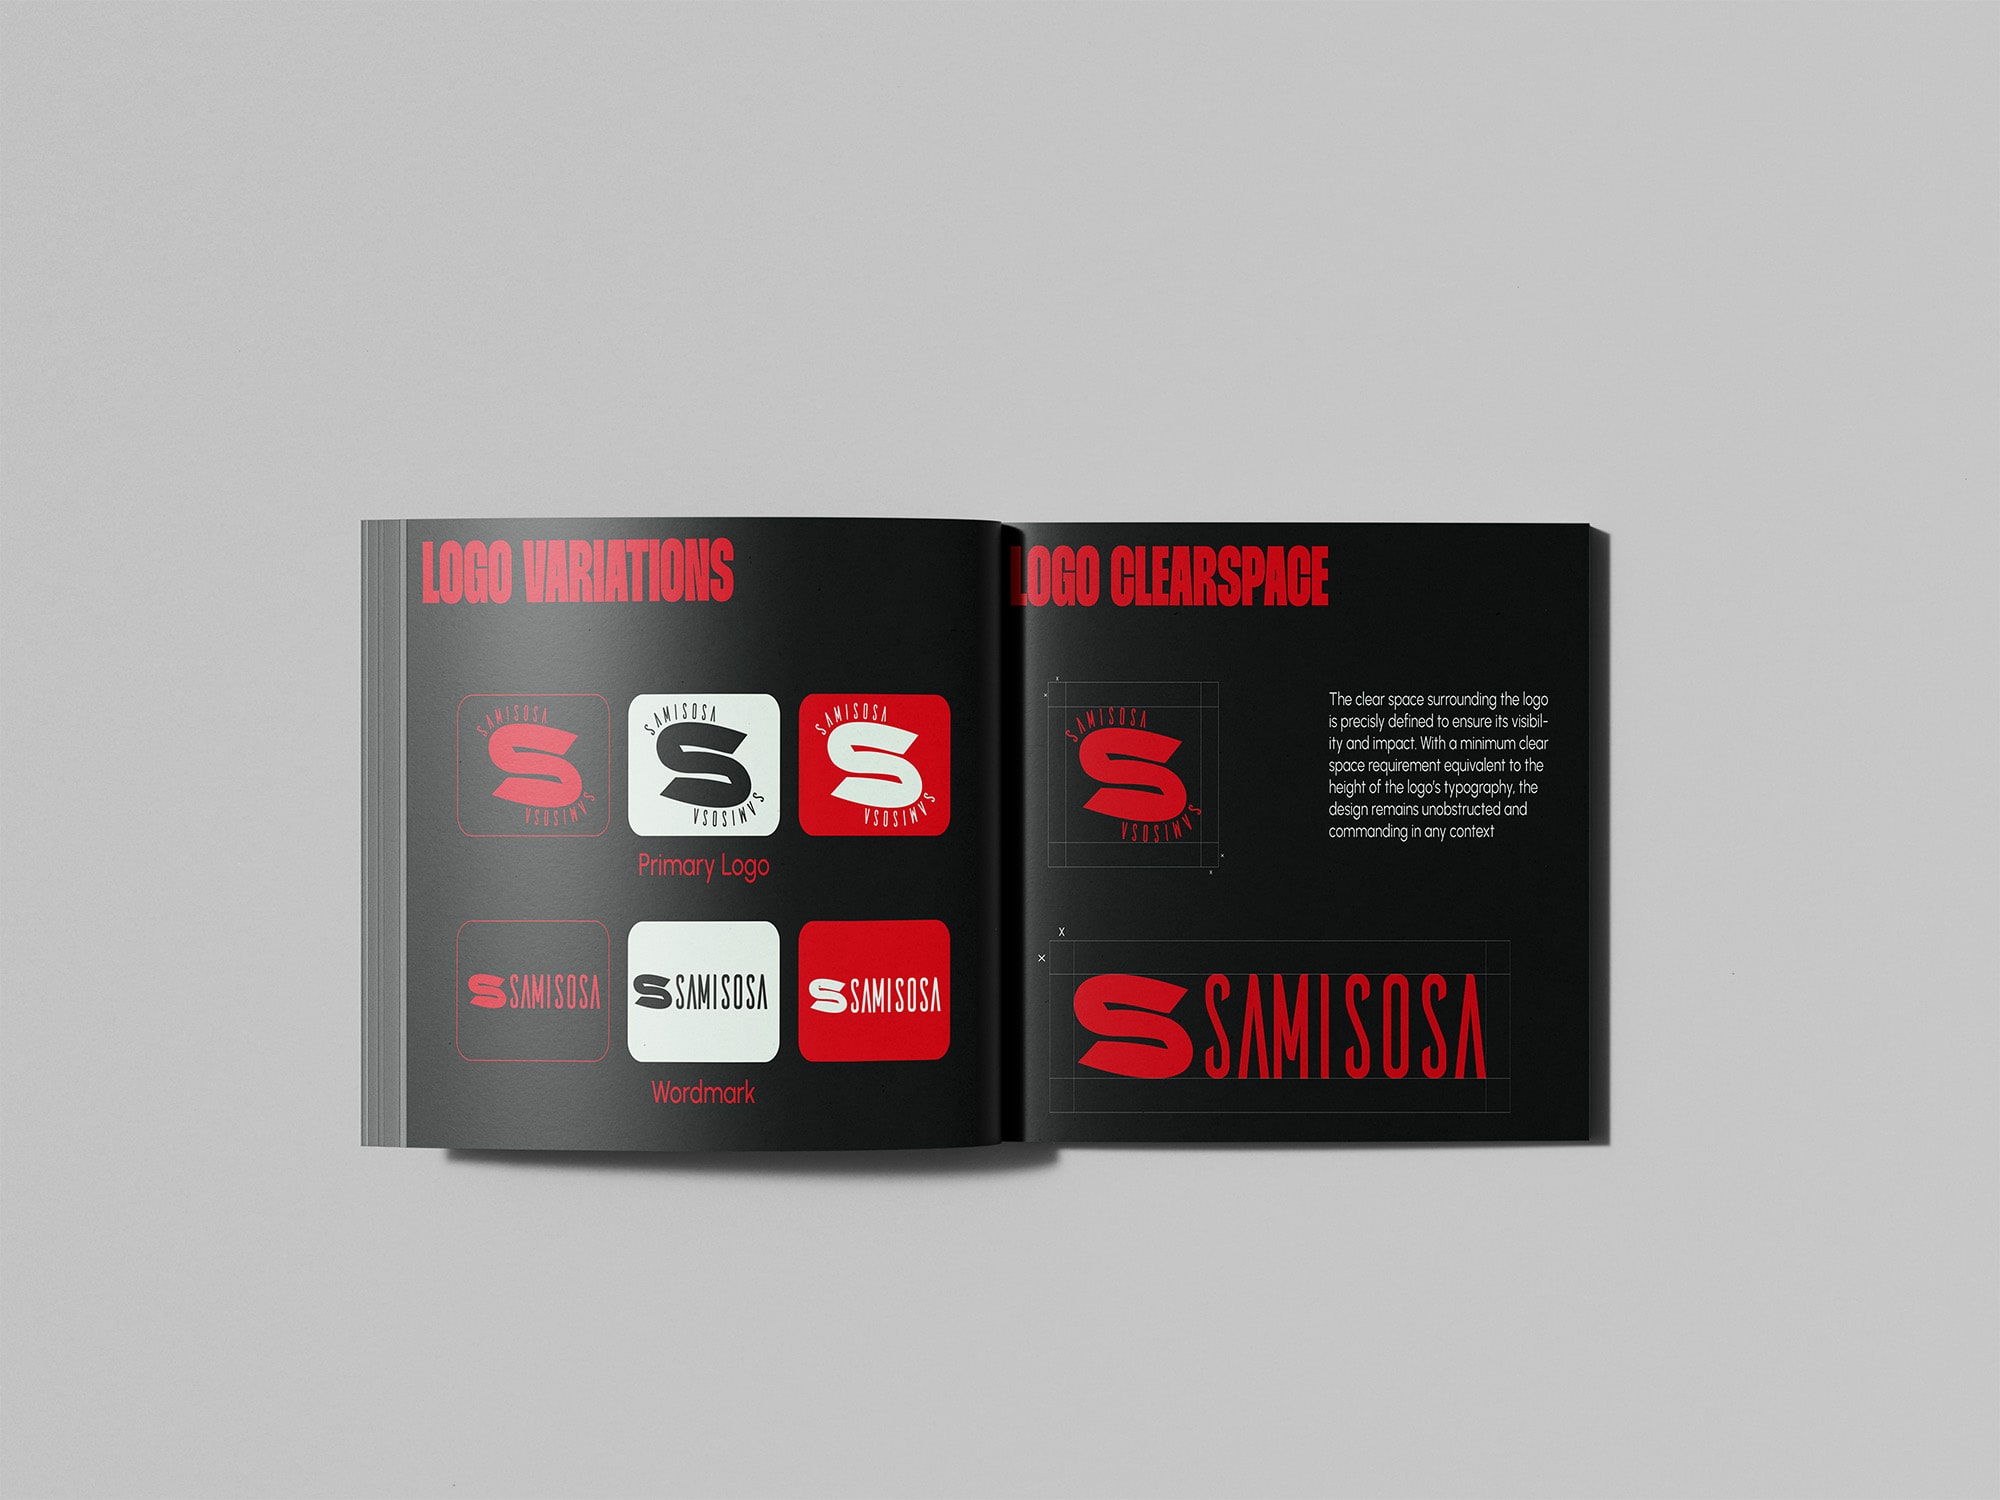 LOGO VARIATIONS
SAMISOSA
S
SAMISOSA
SAMISOSA
S
SAMISOSA
SAMISOSA
S
SAMISOSA
Primary Logo
S SAMISOSA
S SAMISOSA
S SAMISOSA
Wordmark
LOGO CLEARSPACE
x
x
SAMISOSA
S
SAMISOSA
x
x
The clear space surrounding the logo
is precisly defined to ensure its visibil-
ity and impact. With a minimum clear
space requirement equivalent to the
height of the logo's typography, the
design remains unobstructed and
commanding in any context
X
X
S SAMISOSA